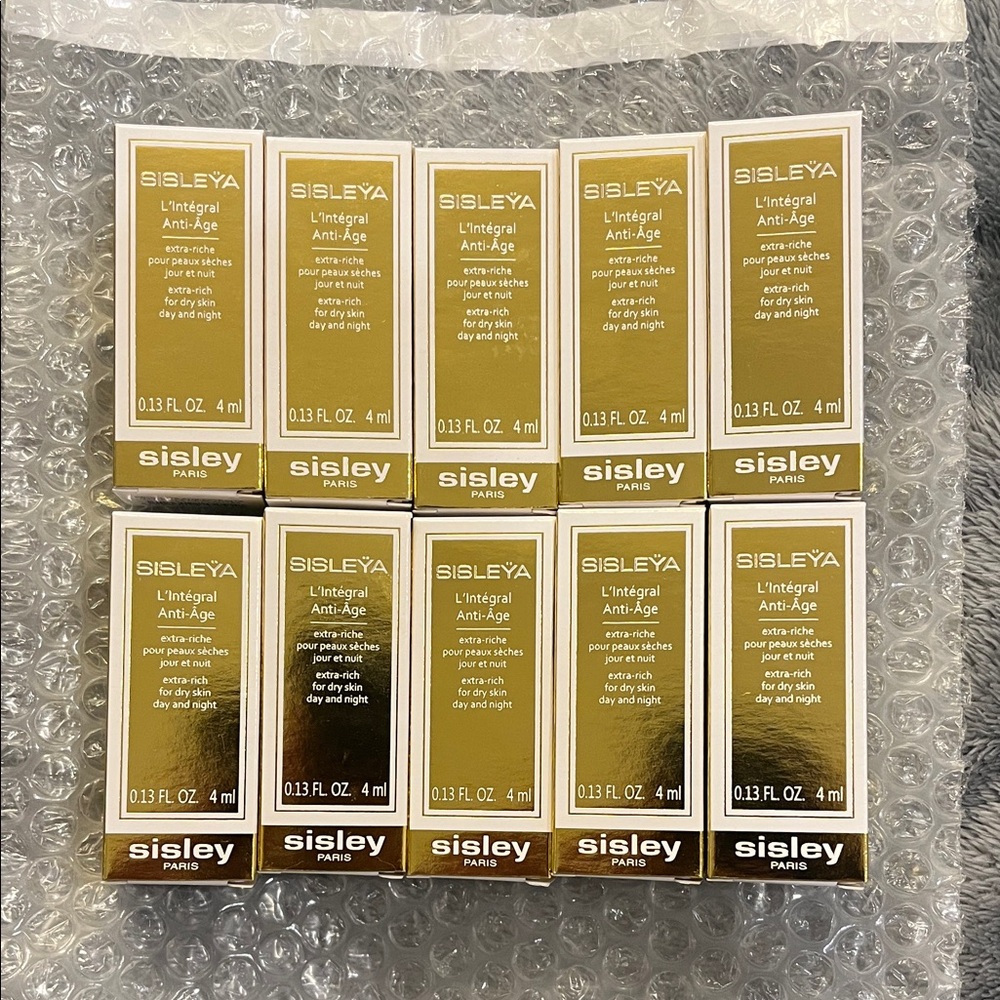 SISLEŸA
L'Intégral
Anti-Âge
extra-riche
pour peaux sèches
jour et nuit
extra-rich
for dry skin
day and night
0.13 FL. OZ. 4 ml
sisley
PARIS
SISLEŸA
L'Intégral
Anti-Âge
extra-riche
pour peaux sèches
jour et nuit
extra-rich
for dry skin
day and night
0.13 FL. OZ. 4 ml
sisley
PARIS
SISLEŸA
L'Intégral
Anti-Âge
extra-riche
pour peaux sèches
jour et nuit
extra-rich
for dry skin
day and night
0.13 FL. OZ. 4 ml
sisley
PARIS
SISLEŸA
L'Intégral
Anti-Âge
extra-riche
pour peaux sèches
jour et nuit
extra-rich
for dry skin
day and night
0.13 FL. OZ. 4 ml
sisley
PARIS
SISLEŸA
L'Intégral
Anti-Âge
extra-riche
pour peaux sèches
jour et nuit
extra-rich
for dry skin
day and night
0.13 FL. OZ. 4 ml
sisley
PARIS
SISLEŸA
L'Intégral
Anti-Âge
extra-riche
pour peaux sèches
jour et nuit
extra-rich
for dry skin
day and night
0.13 FL. OZ. 4 ml
sisley
PARIS
SISLEŸA
L'Intégral
Anti-Âge
extra-riche
pour peaux sèches
jour et nuit
extra-rich
for dry skin
day and night
0.13 FL. OZ. 4 ml
sisley
PARIS
SISLEŸA
L'Intégral
Anti-Âge
extra-riche
pour peaux sèches
jour et nuit
extra-rich
for dry skin
day and night
0.13 FL. OZ. 4 ml
sisley
PARIS
SISLEŸA
L'Intégral
Anti-Âge
extra-riche
pour peaux sèches
jour et nuit
extra-rich
for dry skin
day and night
0.13 FL. OZ. 4 ml
sisley
PARIS
SISLEŸA
L'Intégral
Anti-Âge
extra-riche
pour peaux sèches
jour et nuit
extra-rich
for dry skin
day and night
0.13 FL. OZ. 4 ml
sisley
PARIS